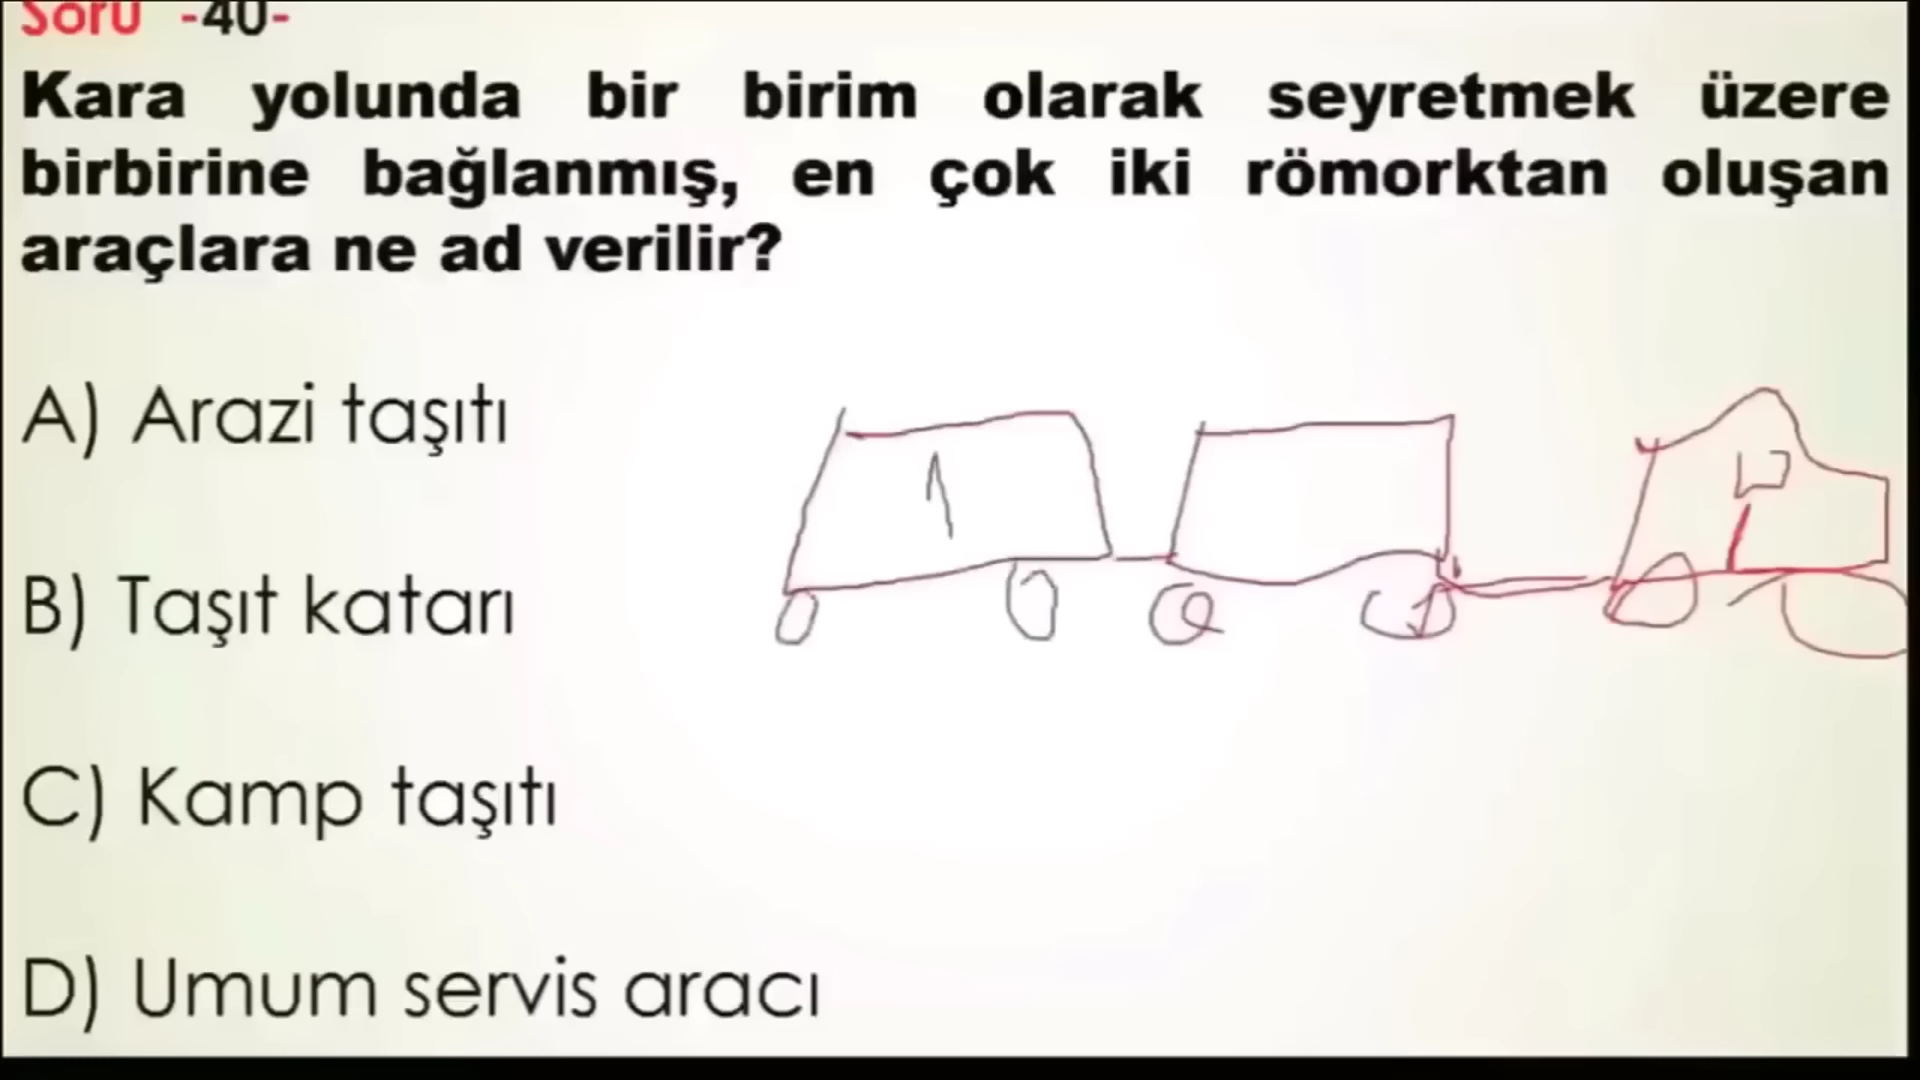 Soru -40-
Kara yolunda bir birim olarak seyretmek üzere
birbirine bağlanmış, en çok iki römorktan oluşan
araçlara ne ad verilir?
A) Arazi taşıtı
B) Taşıt katarı
C) Kamp taşıtı
D) Umum servis aracı
1